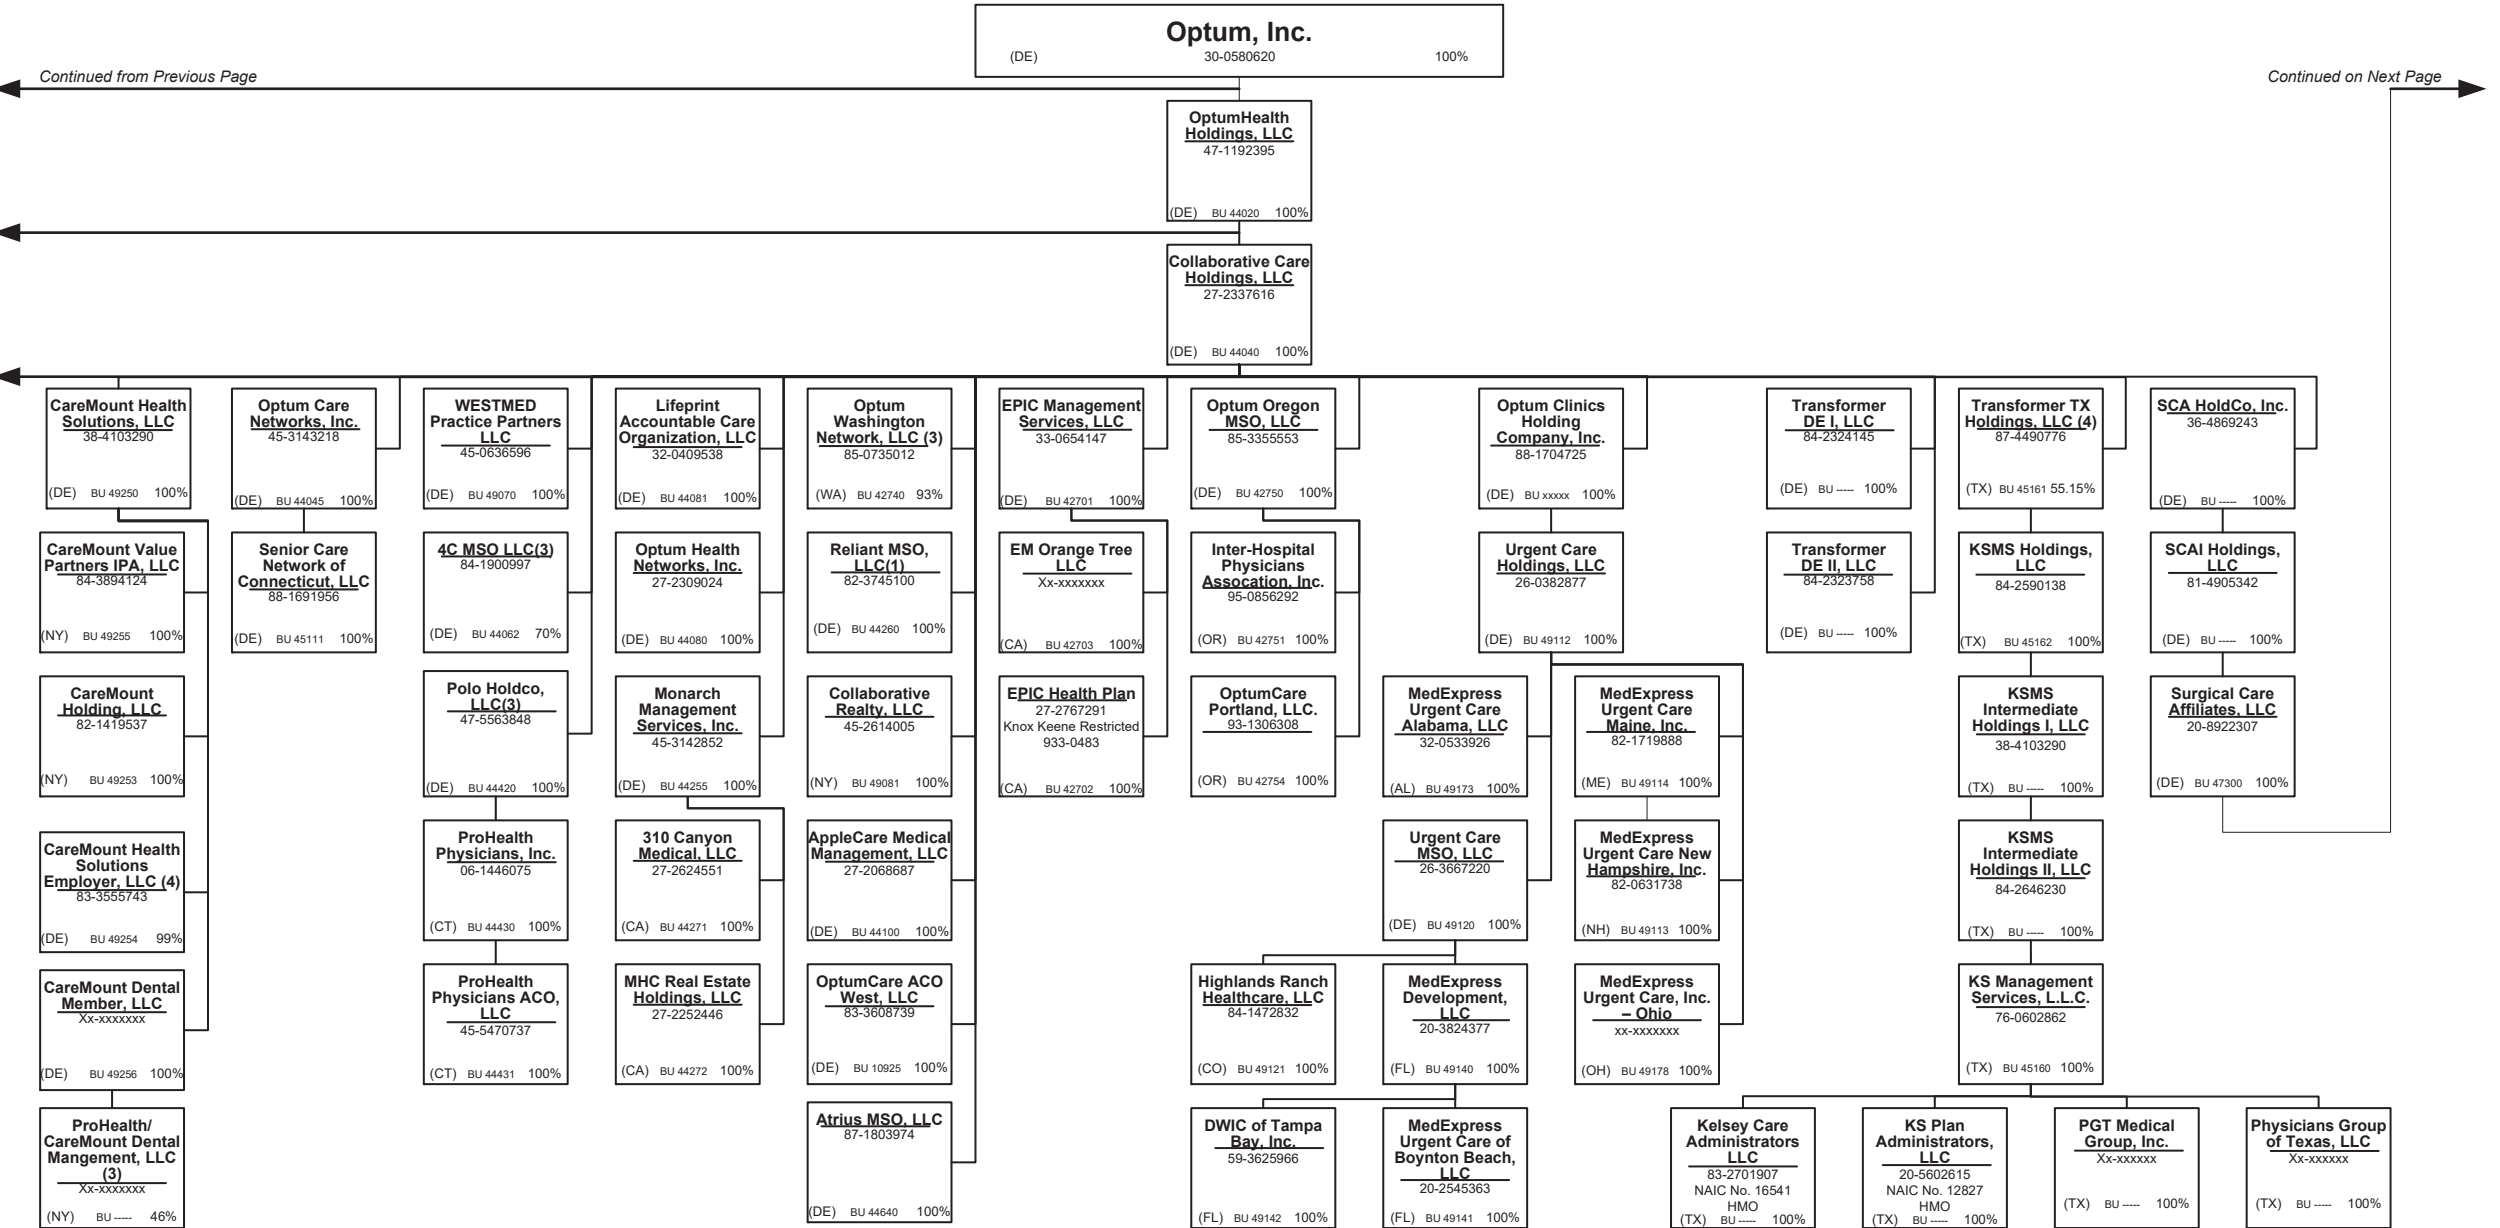 Optum, Inc.
(DE) 30-0580620 100%
Continued from Previous Page
Continued on Next Page
OptumHealth
Holdings, LLC
47-1192395
(DE) BU 44020 100%
Collaborative Care
Holdings, LLC
27-2337616
(DE) BU 44040 100%
CareMount Health
Solutions, LLC
38-4103290
(DE) BU 49250 100%
Optum Care
Networks, Inc.
45-3143218
(DE) BU 44045 100%
WESTMED
Practice Partners
LLC
45-0636596
(DE) BU 49070 100%
Lifeprint
Accountable Care
Organization, LLC
32-0409538
(DE) BU 44081 100%
Optum
Washington
Network, LLC (3)
85-0735012
(WA) BU 42740 93%
EPIC Management
Services, LLC
33-0654147
(DE) BU 42701 100%
Optum Oregon
MSO, LLC
85-3355553
(DE) BU 42750 100%
Optum Clinics
Holding
Company, Inc.
88-1704725
(DE) BU xxxxx 100%
Transformer
DE I, LLC
84-2324145
(DE) BU ----- 100%
Transformer TX
Holdings, LLC (4)
87-4490776
(TX) BU 45161 55.15%
SCA HoldCo, Inc.
36-4869243
(DE) BU ----- 100%
CareMount Value
Partners IPA, LLC
84-3894124
(NY) BU 49255 100%
Senior Care
Network of
Connecticut, LLC
88-1691956
(DE) BU 45111 100%
4C MSO LLC(3)
84-1900997
(DE) BU 44062 70%
Optum Health
Networks, Inc.
27-2309024
(DE) BU 44080 100%
Reliant MSO,
LLC(1)
82-3745100
(DE) BU 44260 100%
EM Orange Tree
LLC
Xx-xxxxxxx
(CA) BU 42703 100%
Inter-Hospital
Physicians
Assocation, Inc.
95-0856292
(OR) BU 42751 100%
Urgent Care
Holdings, LLC
26-0382877
(DE) BU 49112 100%
Transformer
DE II, LLC
84-2323758
(DE) BU ----- 100%
KSMS Holdings,
LLC
84-2590138
(TX) BU 45162 100%
SCAI Holdings,
LLC
81-4905342
(DE) BU ----- 100%
CareMount
Holding, LLC
82-1419537
(NY) BU 49253 100%
Polo Holdco,
LLC(3)
47-5563848
(DE) BU 44420 100%
Monarch
Management
Services, Inc.
45-3142852
(DE) BU 44255 100%
Collaborative
Realty, LLC
45-2614005
(NY) BU 49081 100%
EPIC Health Plan
27-2767291
Knox Keene Restricted
933-0483
(CA) BU 42702 100%
OptumCare
Portland, LLC.
93-1306308
(OR) BU 42754 100%
MedExpress
Urgent Care
Alabama, LLC
32-0533926
(AL) BU 49173 100%
MedExpress
Urgent Care
Maine, Inc.
82-1719888
(ME) BU 49114 100%
KSMS
Intermediate
Holdings I, LLC
38-4103290
(TX) BU ----- 100%
Surgical Care
Affiliates, LLC
20-8922307
(DE) BU 47300 100%
CareMount Health
Solutions
Employer, LLC (4)
83-3555743
(DE) BU 49254 99%
ProHealth
Physicians, Inc.
06-1446075
(CT) BU 44430 100%
310 Canyon
Medical, LLC
27-2624551
(CA) BU 44271 100%
AppleCare Medical
Management, LLC
27-2068687
(DE) BU 44100 100%
Urgent Care
MSO, LLC
26-3667220
(DE) BU 49120 100%
MedExpress
Urgent Care New
Hampshire, Inc.
82-0631738
(NH) BU 49113 100%
KSMS
Intermediate
Holdings II, LLC
84-2646230
(TX) BU ----- 100%
CareMount Dental
Member, LLC
Xx-xxxxxxx
(DE) BU 49256 100%
ProHealth
Physicians ACO,
LLC
45-5470737
(CT) BU 44431 100%
MHC Real Estate
Holdings, LLC
27-2252446
(CA) BU 44272 100%
OptumCare ACO
West, LLC
83-3608739
(DE) BU 10925 100%
Highlands Ranch
Healthcare, LLC
84-1472832
(CO) BU 49121 100%
MedExpress
Development,
LLC
20-3824377
(FL) BU 49140 100%
MedExpress
Urgent Care, Inc.
– Ohio
xx-xxxxxxx
(OH) BU 49178 100%
KS Management
Services, L.L.C.
76-0602862
(TX) BU 45160 100%
ProHealth/
CareMount Dental
Mangement, LLC
(3)
Xx-xxxxxxx
(NY) BU ----- 46%
Atrius MSO, LLC
87-1803974
(DE) BU 44640 100%
DWIC of Tampa
Bay, Inc.
59-3625966
(FL) BU 49142 100%
MedExpress
Urgent Care of
Boynton Beach,
LLC
20-2545363
(FL) BU 49141 100%
Kelsey Care
Administrators
LLC
83-2701907
NAIC No. 16541
HMO
(TX) BU ----- 100%
KS Plan
Administrators,
LLC
20-5602615
NAIC No. 12827
HMO
(TX) BU ----- 100%
PGT Medical
Group, Inc.
Xx-xxxxxx
(TX) BU ----- 100%
Physicians Group
of Texas, LLC
Xx-xxxxxx
(TX) BU ----- 100%